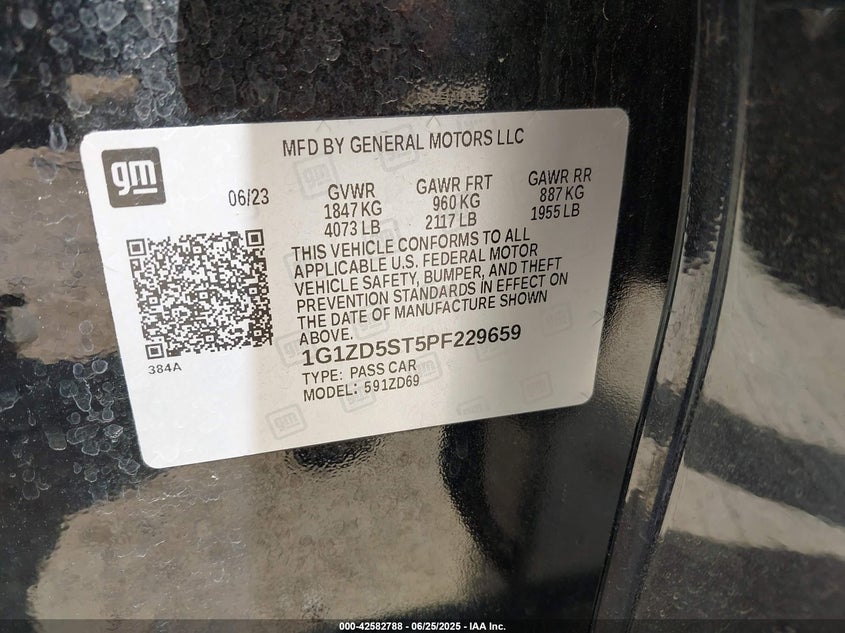 MFD BY GENERAL MOTORS LLC
gm
06/23
GVWR
1847 KG
4073 LB
GAWR FRT
960 KG
2117 LB
GAWR RR
887 KG
1955 LB
THIS VEHICLE CONFORMS TO ALL
APPLICABLE U.S. FEDERAL MOTOR
VEHICLE SAFETY, BUMPER, AND THEFT
PREVENTION STANDARDS IN EFFECT ON
THE DATE OF MANUFACTURE SHOWN
ABOVE.
384A
1G1ZD5ST5PF229659
TYPE: PASS CAR
MODEL: 591ZD69
000-42582788 - 06/25/2025 - IAA Inc.